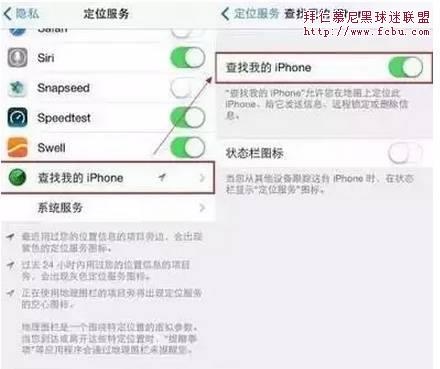 隐私
定位服务
Safari
Siri
Snapseed
Speedtest
Swell
查找我的 iPhone
系统服务
最近用过您的位置信息的项目旁边，会出现
紫色的定位服务图标。
过去 24 小时内用过您的位置信息的项目
旁，会出现灰色定位服务图标。
正在使用地理围栏的项目旁将出现定位服务
的空心图标。
地理围栏是一个围绕特定位置的虚拟参数。
当您到达或离开这些特定位置时，“提醒事
项”等应用程序会通过地理围栏来提醒您。
定位服务
查找我的 iPhone
拜仁慕尼黑球迷联盟
http://www.fcbu.com
查找我的 iPhone
“查找我的 iPhone”允许您在地图上定位此
iPhone、给它发送信息、远程锁定或删除信
息。
状态栏图标
当您从其他设备跟踪这台 iPhone 时，在状态
栏显示“定位服务”图标。